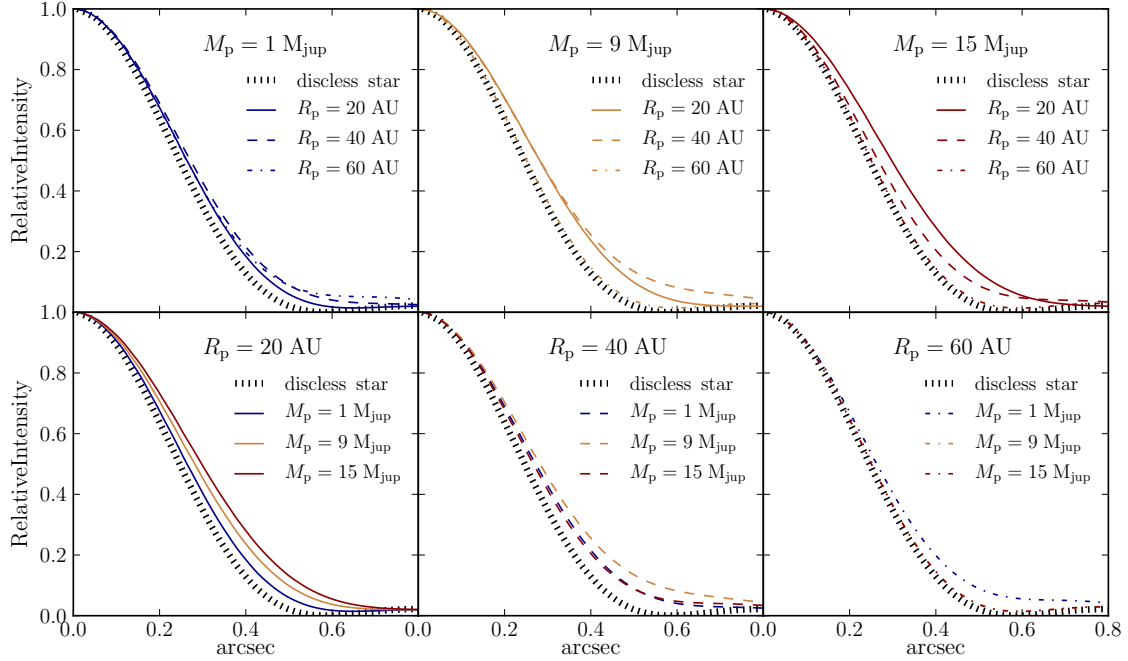 1.0
0.8
0.6
0.4
0.2
1.0
RelativeIntensity
M_p = 1 M_jup
discless star
R_p = 20 AU
R_p = 40 AU
R_p = 60 AU
M_p = 9 M_jup
discless star
R_p = 20 AU
R_p = 40 AU
R_p = 60 AU
M_p = 15 M_jup
discless star
R_p = 20 AU
R_p = 40 AU
R_p = 60 AU
0.8
0.6
0.4
0.2
0.0
RelativeIntensity
R_p = 20 AU
discless star
M_p = 1 M_jup
M_p = 9 M_jup
M_p = 15 M_jup
R_p = 40 AU
discless star
M_p = 1 M_jup
M_p = 9 M_jup
M_p = 15 M_jup
R_p = 60 AU
discless star
M_p = 1 M_jup
M_p = 9 M_jup
M_p = 15 M_jup
0.0 0.2 0.4 0.6 0.0 0.2 0.4 0.6 0.0 0.2 0.4 0.6 0.8
arcsec arcsec arcsec